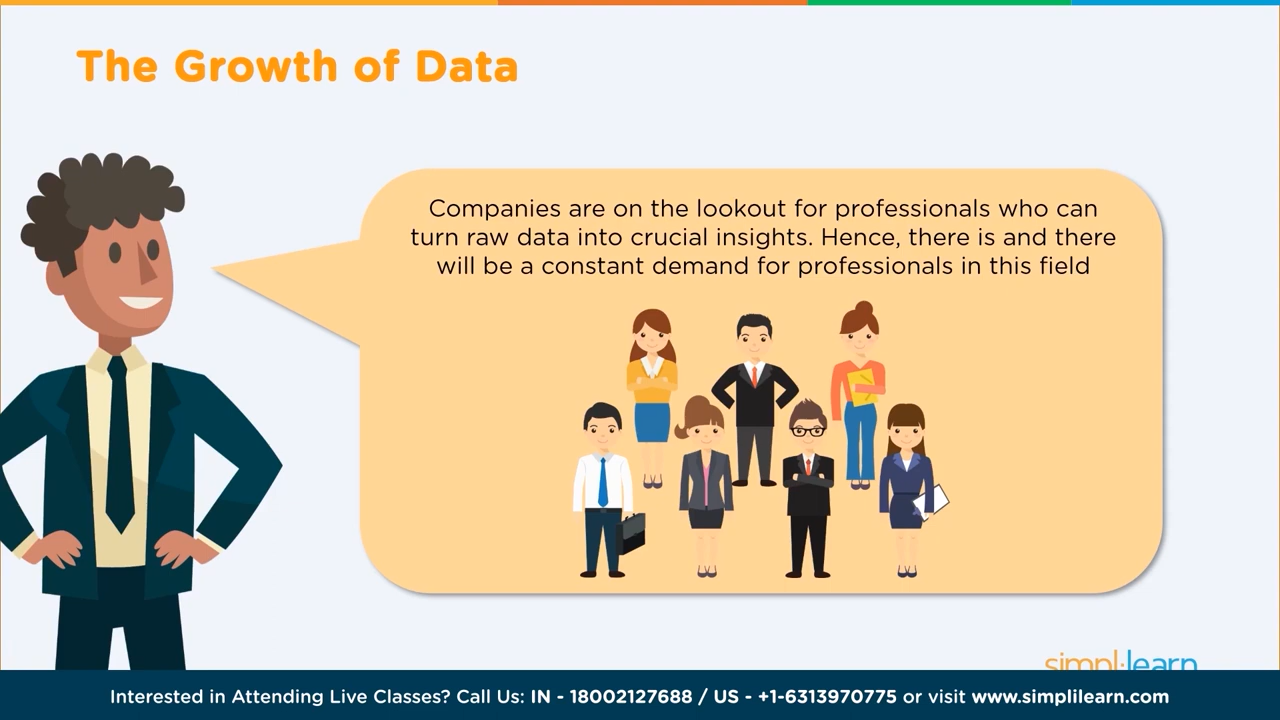 The Growth of Data
Companies are on the lookout for professionals who can
turn raw data into crucial insights. Hence, there is and there
will be a constant demand for professionals in this field
simplilearn
Interested in Attending Live Classes? Call Us: IN - 18002127688 / US - +1-6313970775 or visit www.simplilearn.com